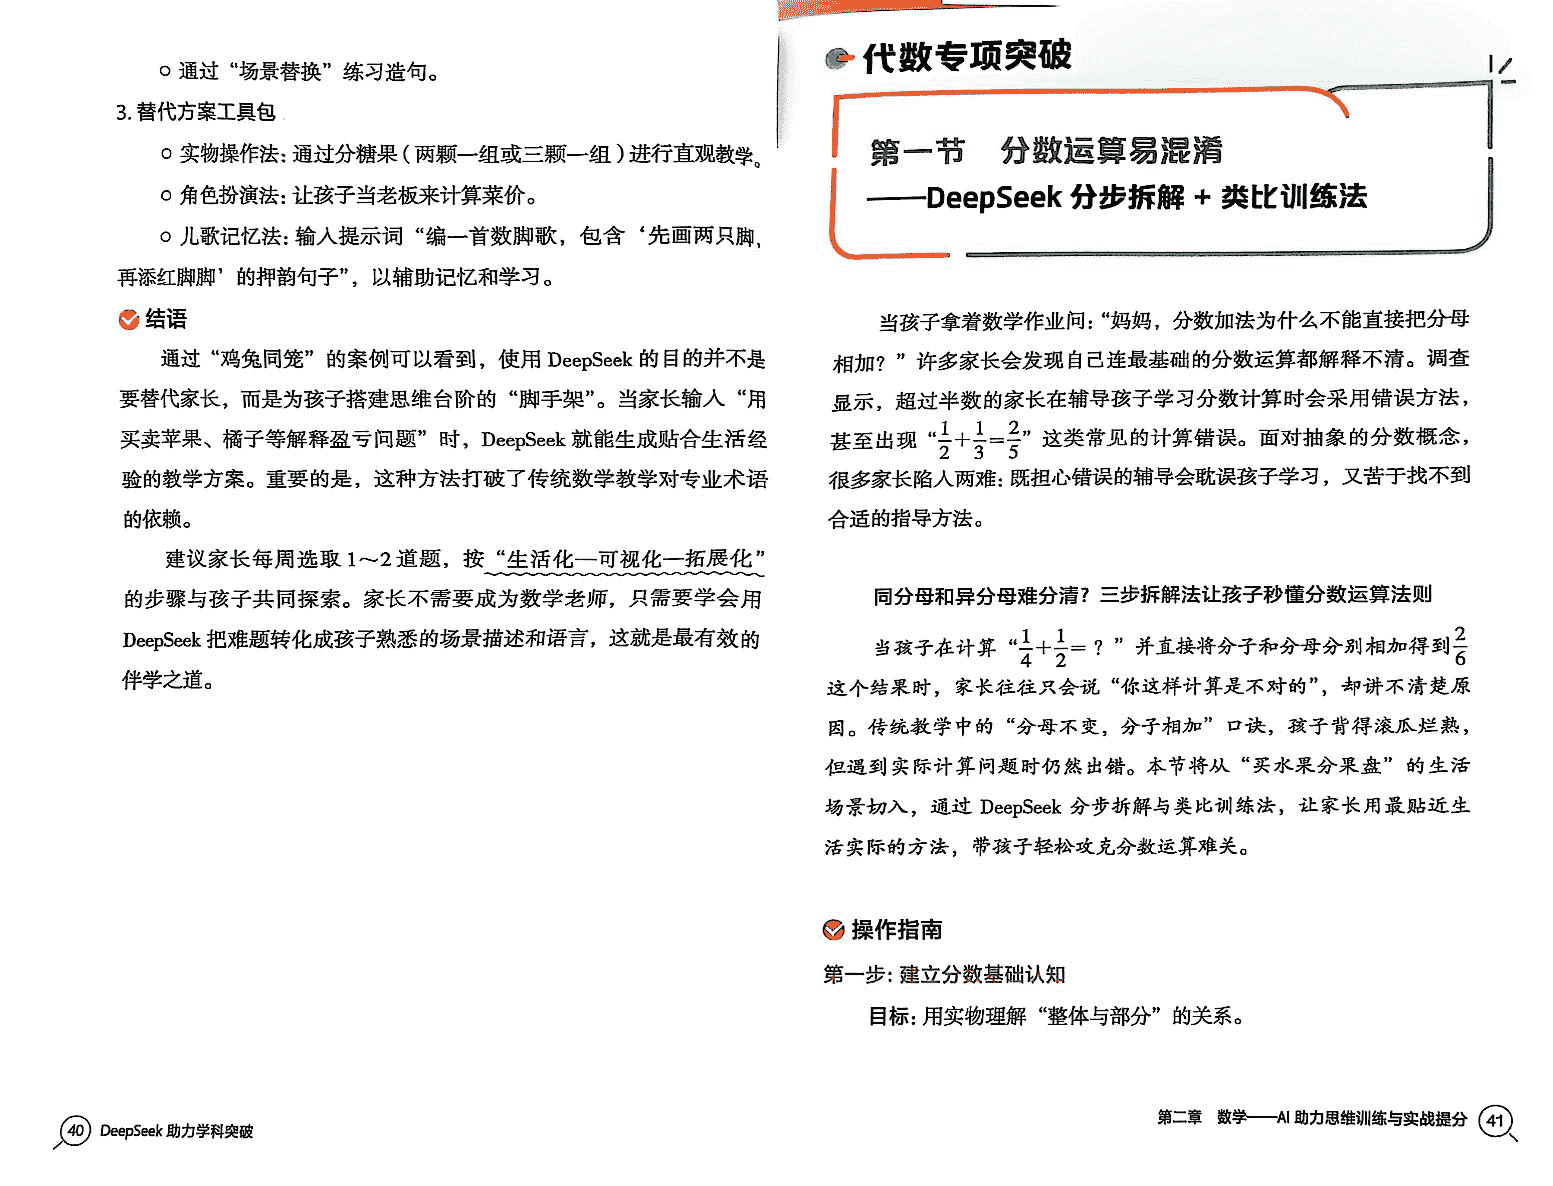 ○ 通过“场景替换”练习造句。
3. 替代方案工具包
○ 实物操作法：通过分糖果（两颗一组或三颗一组）进行直观教学。
○ 角色扮演法：让孩子当老板来计算菜价。
○ 儿歌记忆法：输入提示词“编一首数脚歌，包含‘先画两只脚，
再添红脚脚’的押韵句子”，以辅助记忆和学习。
结语
通过“鸡兔同笼”的案例可以看到，使用 DeepSeek 的目的并不是
要替代家长，而是为孩子搭建思维台阶的“脚手架”。当家长输入“用
买卖苹果、橘子等解释盈亏问题”时，DeepSeek 就能生成贴合生活经
验的教学方案。重要的是，这种方法打破了传统数学教学对专业术语
的依赖。
建议家长每周选取 1～2 道题，按“生活化—可视化—拓展化”
的步骤与孩子共同探索。家长不需要成为数学老师，只需要学会用
DeepSeek 把难题转化成孩子熟悉的场景描述和语言，这就是最有效的
伴学之道。
40 DeepSeek 助力学科突破
代数专项突破
第一节 分数运算易混淆
——DeepSeek 分步拆解 + 类比训练法
当孩子拿着数学作业问：“妈妈，分数加法为什么不能直接把分母
相加？”许多家长会发现自己连最基础的分数运算都解释不清。调查
显示，超过半数的家长在辅导孩子学习分数计算时会采用错误方法，
甚至出现“1/2+1/3=2/5”这类常见的计算错误。面对抽象的分数概念，
很多家长陷入两难：既担心错误的辅导会耽误孩子学习，又苦于找不到
合适的指导方法。
同分母和异分母难分清？三步拆解法让孩子秒懂分数运算法则
当孩子在计算“1/4+1/2=？”并直接将分子和分母分别相加得到2/6
这个结果时，家长往往只会说“你这样计算是不对的”，却讲不清楚原
因。传统教学中的“分母不变，分子相加”口诀，孩子背得滚瓜烂熟，
但遇到实际计算问题时仍然出错。本节将从“买水果分果盘”的生活
场景切入，通过 DeepSeek 分步拆解与类比训练法，让家长用最贴近生
活实际的方法，带孩子轻松攻克分数运算难关。
操作指南
第一步：建立分数基础认知
目标：用实物理解“整体与部分”的关系。
第二章 数学——AI 助力思维训练与实战提分 41